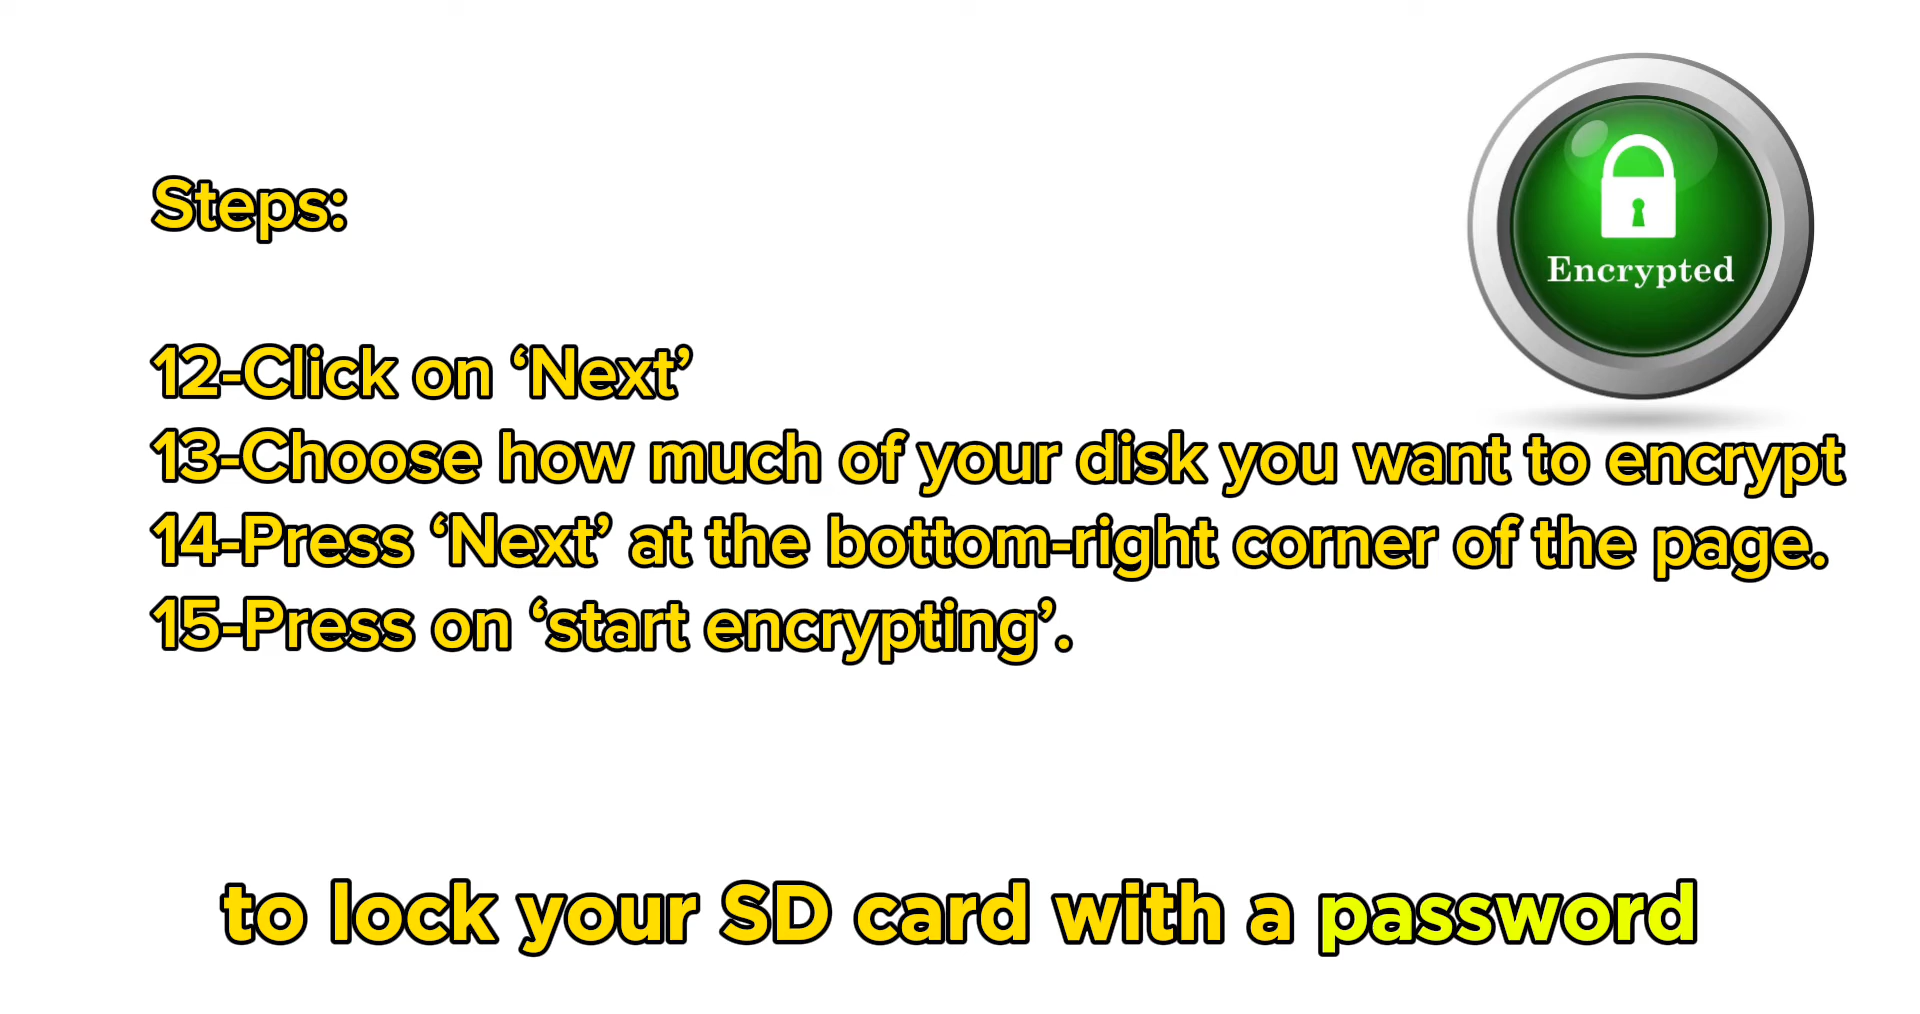 Encrypted
Steps:
12-Click on ‘Next’
13-Choose how much of your disk you want to encrypt
14-Press ‘Next’ at the bottom-right corner of the page.
15-Press on ‘start encrypting’.
to lock your SD card with a password